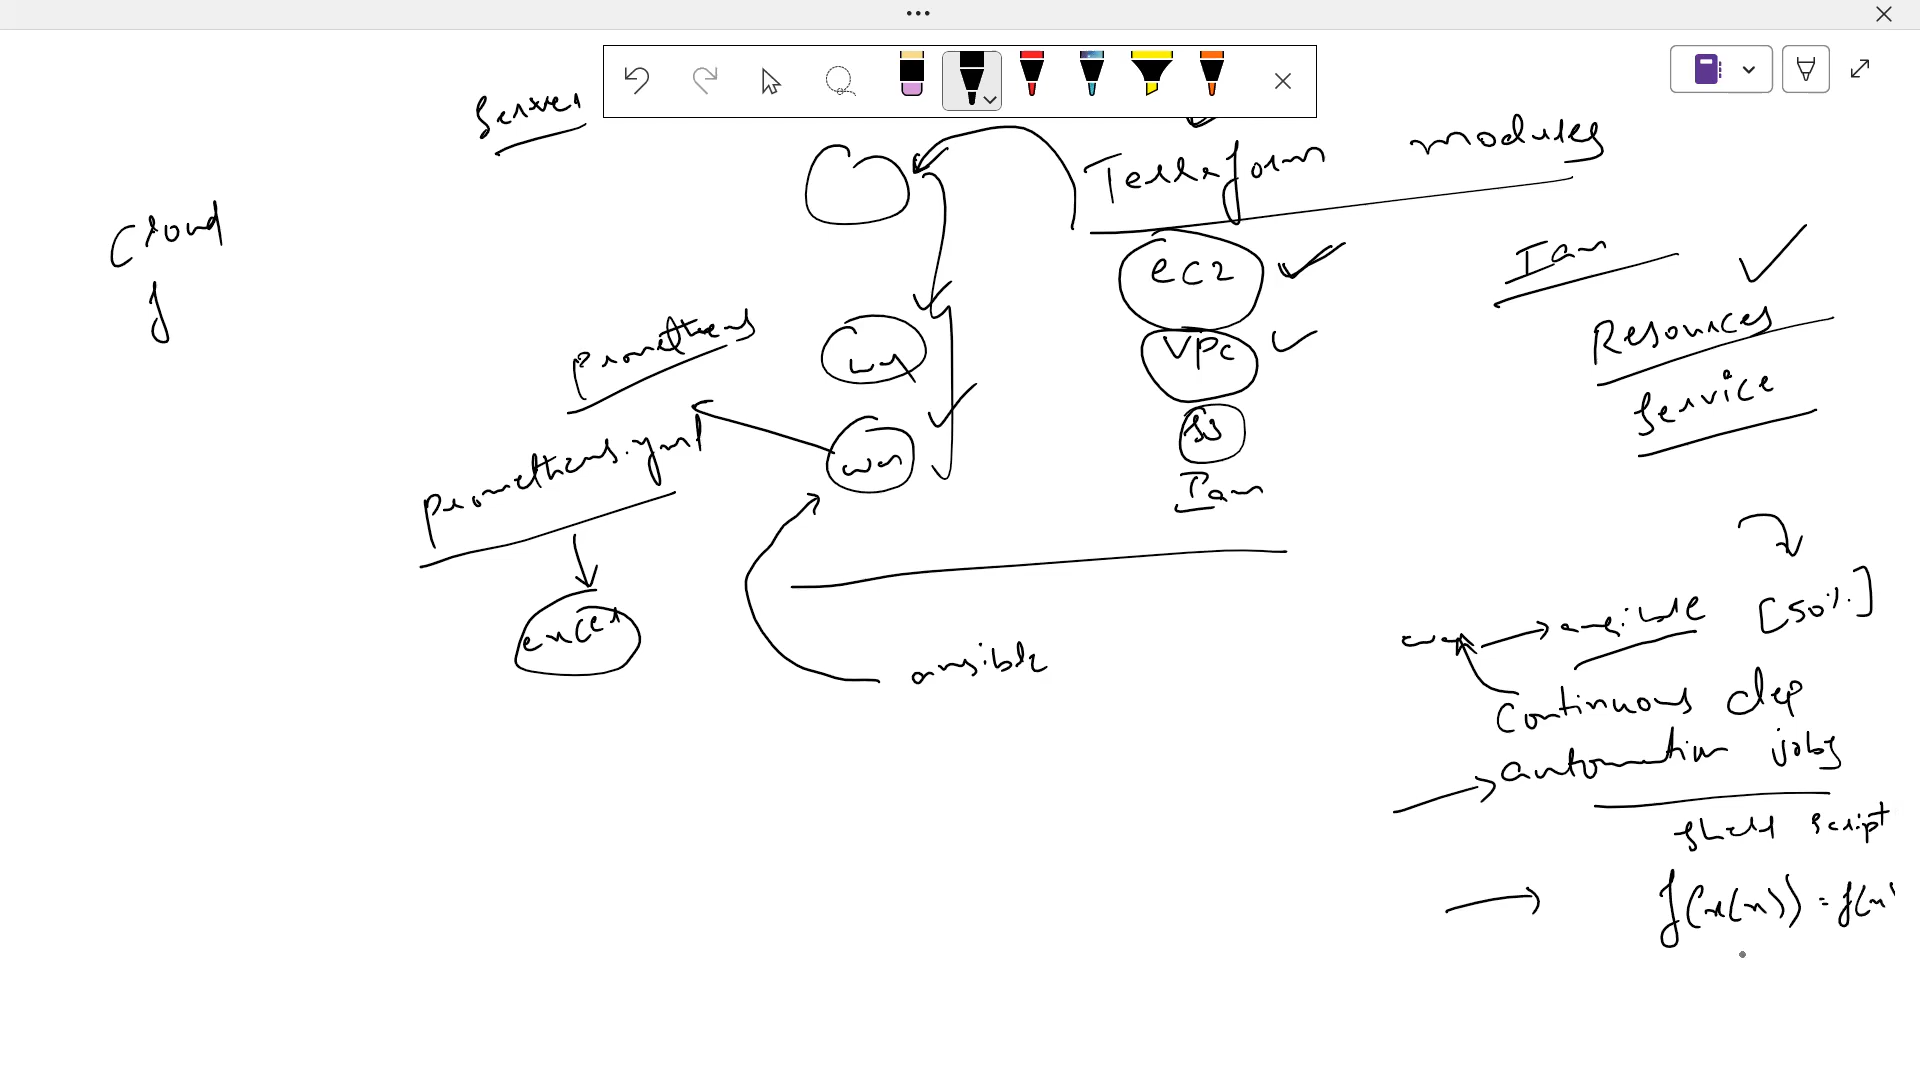 Server
Terraform modules
Cloud
f
ec2
Iam
VPC
Resources
Prometheus
Service
prometheus.yml
Iam
ansible [50%]
ansible
Continuous dep
automation jobs
shell script